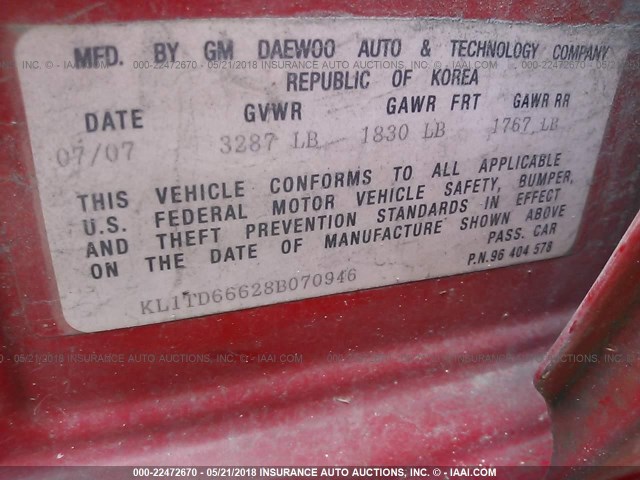 MFD. BY GM DAEWOO AUTO & TECHNOLOGY COMPANY
REPUBLIC OF KOREA
DATE GVWR GAWR FRT GAWR RR
07/07 3287 LB 1830 LB 1767 LB
THIS VEHICLE CONFORMS TO ALL APPLICABLE
U.S. FEDERAL MOTOR VEHICLE SAFETY, BUMPER,
AND THEFT PREVENTION STANDARDS IN EFFECT
ON THE DATE OF MANUFACTURE SHOWN ABOVE
PASS. CAR
KL1TD66628B070946 P.N.96 404 578
000-22472670 - 05/21/2018 - INSURANCE AUTO AUCTIONS, INC. - © - IAAI.COM